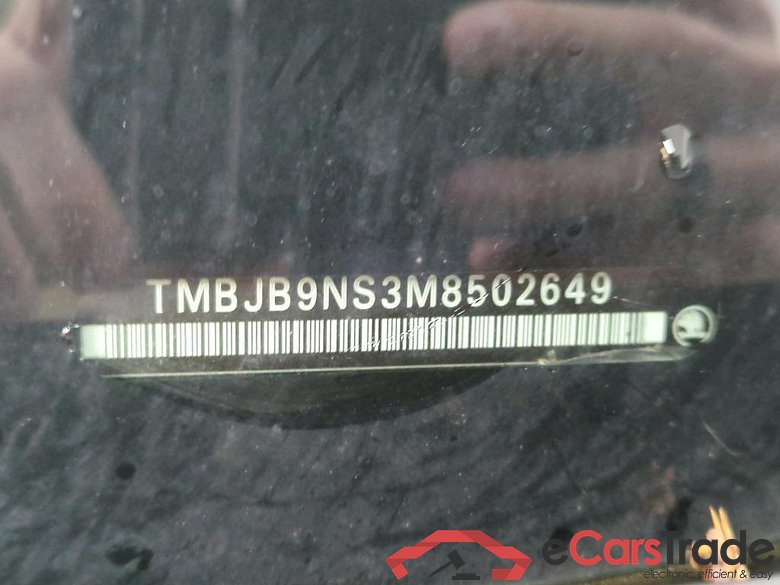 TMBJB9NS3M8502649
eCarsTrade
electronic, efficient & easy